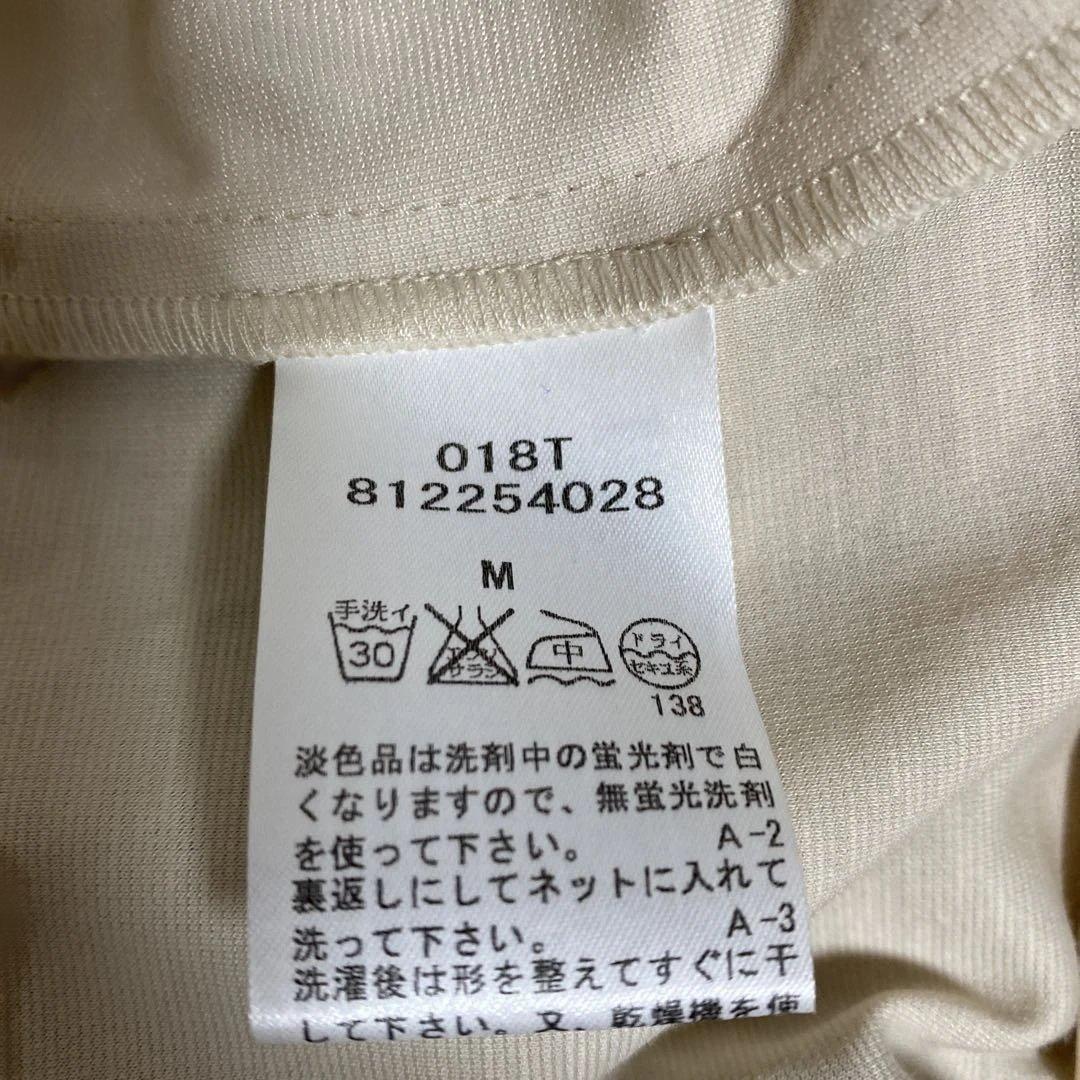 018T
812254028
M
手洗イ
30
エンソ
サラシ
中
ドライ
セキユ系
138
淡色品は洗剤中の蛍光剤で白
くなりますので、無蛍光洗剤
を使って下さい。 A-2
裏返しにしてネットに入れて
洗って下さい。 A-3
洗濯後は形を整えてすぐに干
して下さい。又、乾燥機を使